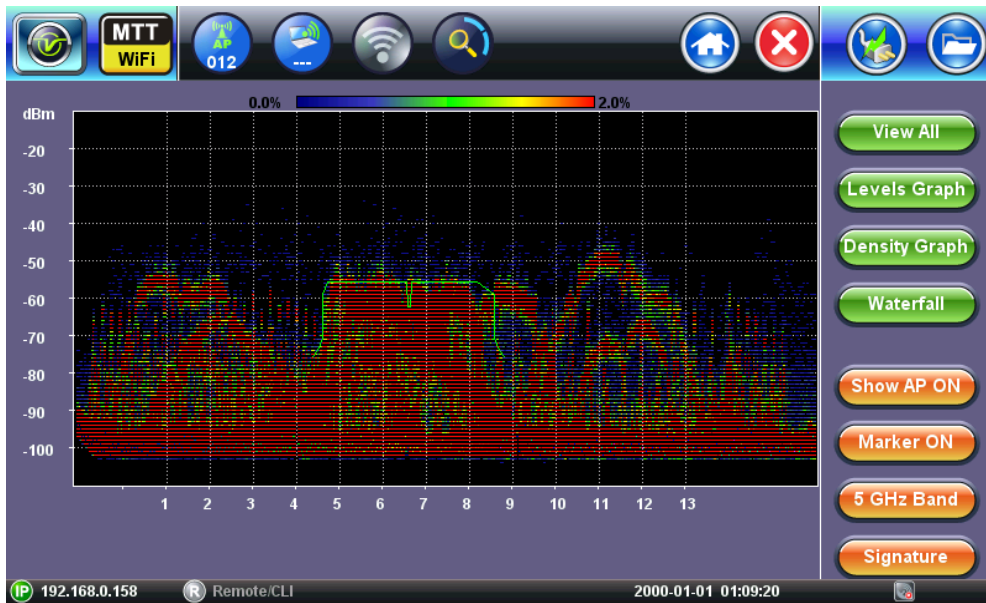 MTT
WiFi
AP
012
---
0.0%
2.0%
dBm
-20
-30
-40
-50
-60
-70
-80
-90
-100
1 2 3 4 5 6 7 8 9 10 11 12 13
View All
Levels Graph
Density Graph
Waterfall
Show AP ON
Marker ON
5 GHz Band
Signature
IP 192.168.0.158
R Remote/CLI
2000-01-01 01:09:20